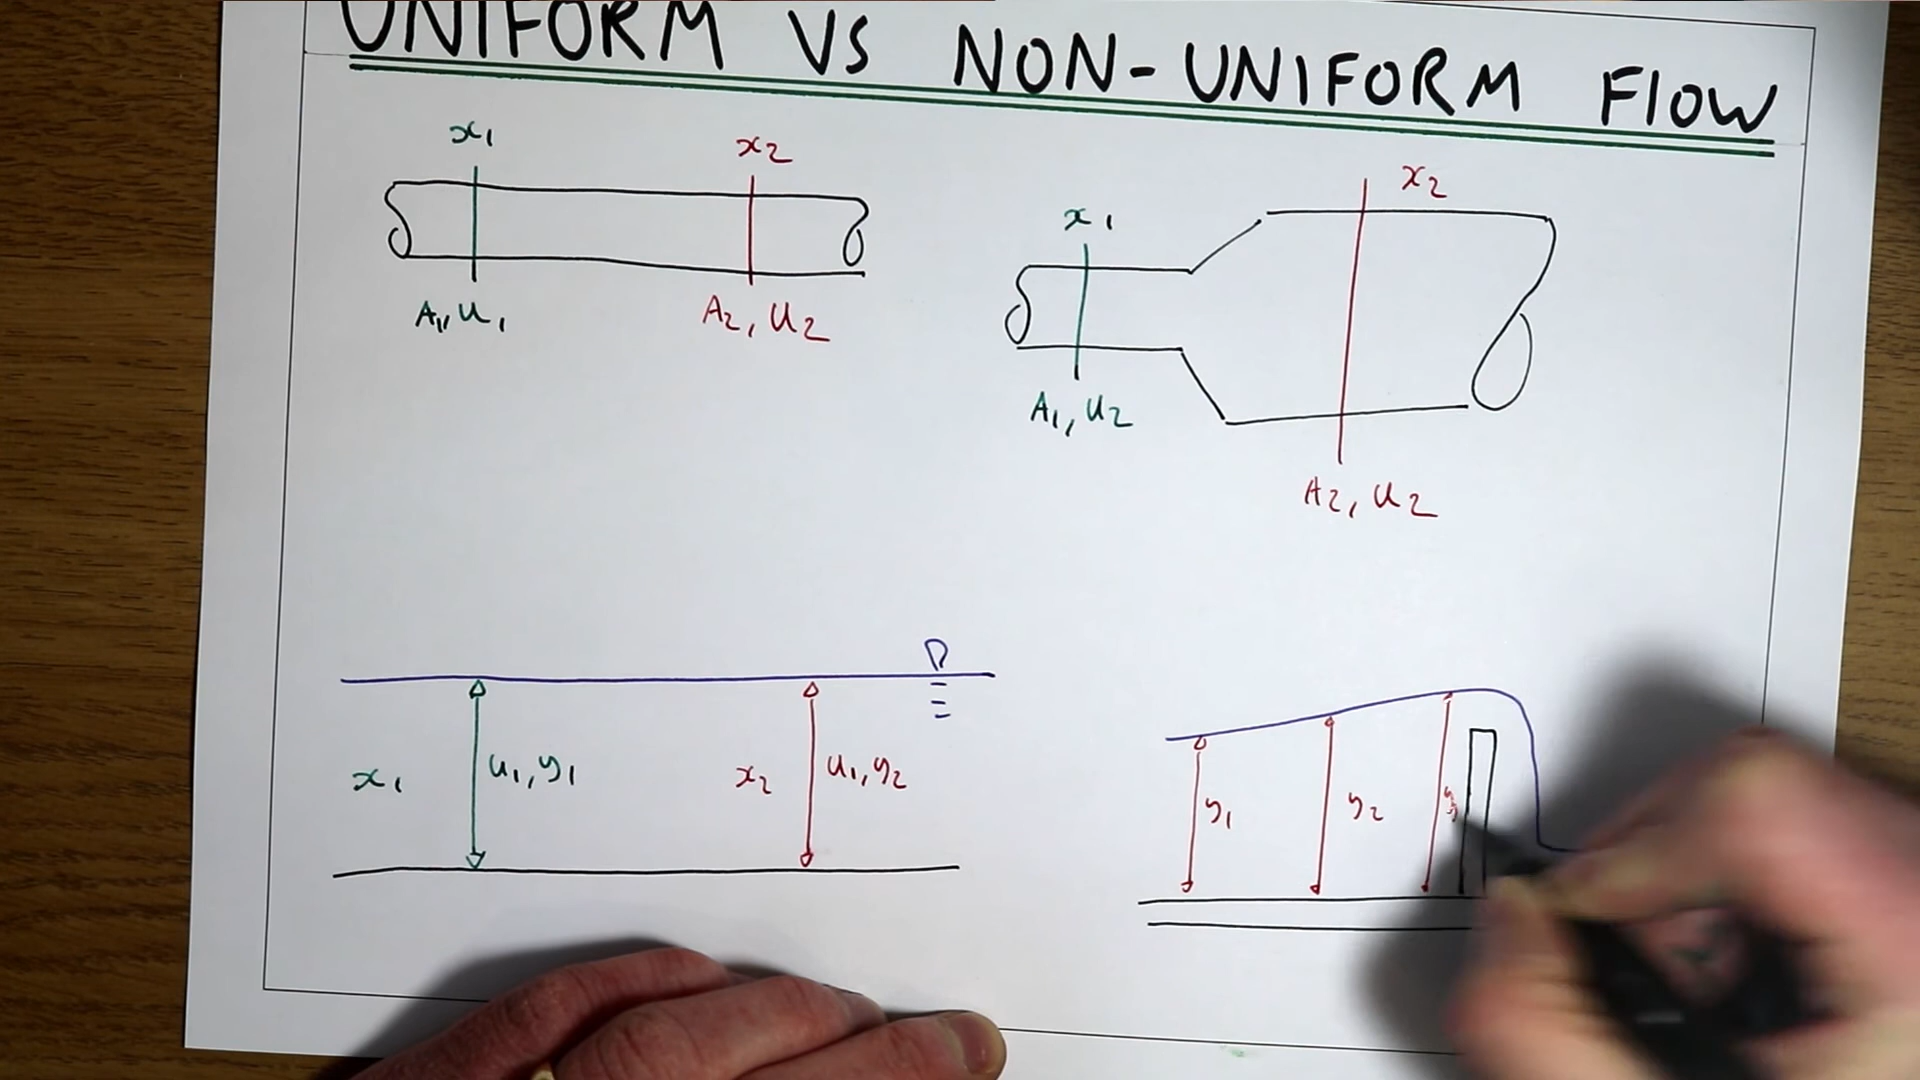 UNIFORM VS NON-UNIFORM FlOW
x1
x2
A1, u1
A2, u2
x1
x2
A1, u2
A2, u2
x1
u1, y1
x2
u1, y2
y1
y2